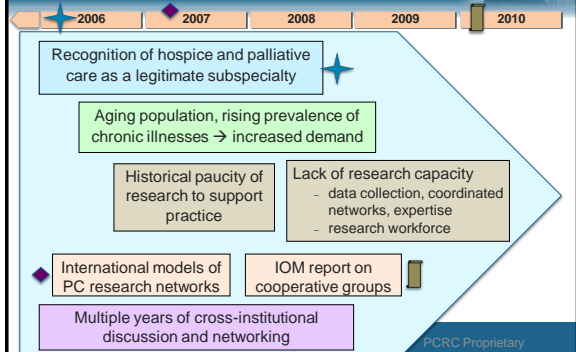 2006 2007 2008 2009 2010
Recognition of hospice and palliative
care as a legitimate subspecialty
Aging population, rising prevalence of
chronic illnesses → increased demand
Historical paucity of
research to support
practice
Lack of research capacity
- data collection, coordinated
networks, expertise
- research workforce
International models of
PC research networks
IOM report on
cooperative groups
Multiple years of cross-institutional
discussion and networking
PCRC Proprietary